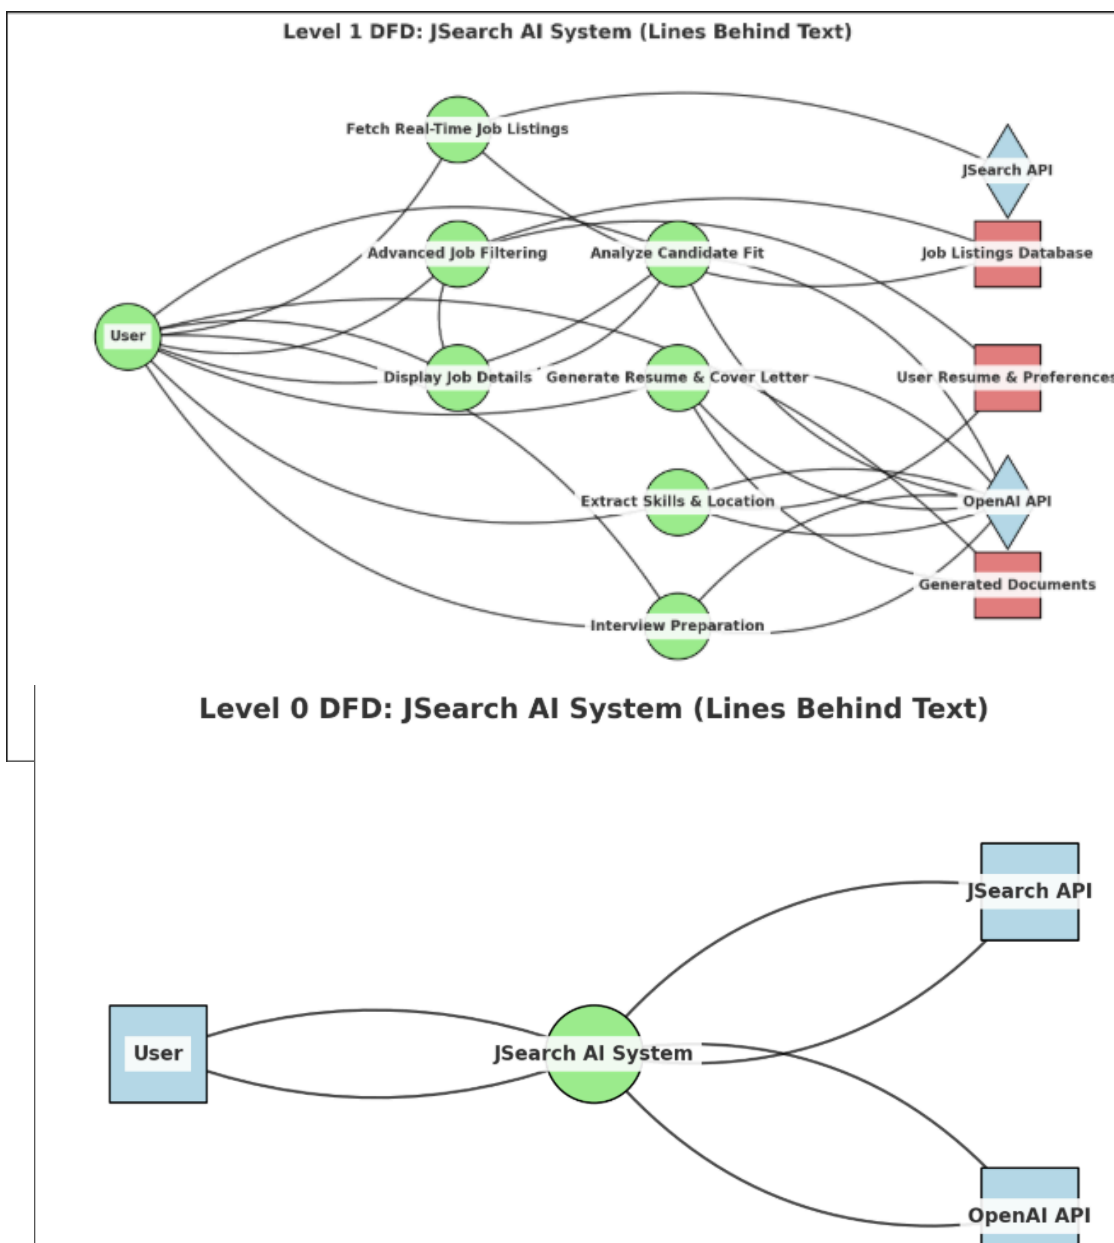 Level 1 DFD: JSearch AI System (Lines Behind Text)
Fetch Real-Time Job Listings
JSearch API
Advanced Job Filtering
Analyze Candidate Fit
Job Listings Database
User
Display Job Details
Generate Resume & Cover Letter
User Resume & Preferences
Extract Skills & Location
OpenAI API
Generated Documents
Interview Preparation
Level 0 DFD: JSearch AI System (Lines Behind Text)
JSearch API
User
JSearch AI System
OpenAI API